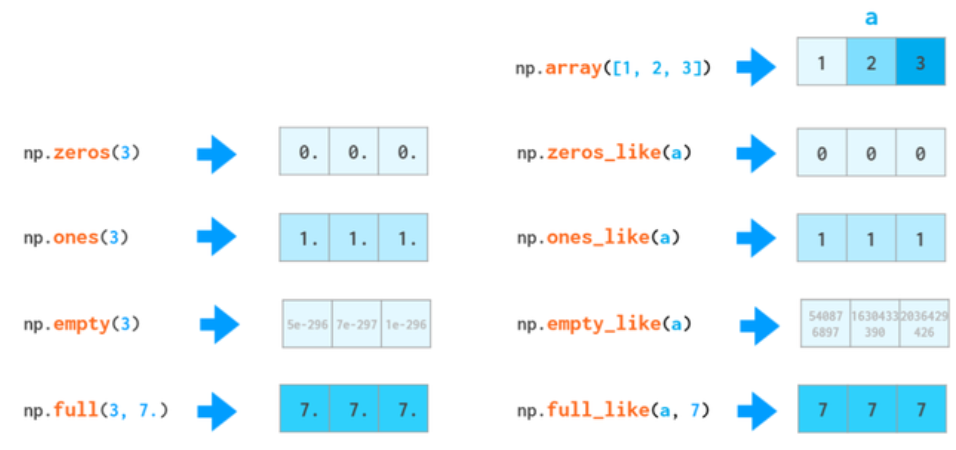 a
np.array([1, 2, 3]) 1 2 3
np.zeros(3) 0. 0. 0. np.zeros_like(a) 0 0 0
np.ones(3) 1. 1. 1. np.ones_like(a) 1 1 1
np.empty(3) 5e-296 7e-297 1e-296 np.empty_like(a) 54087 1630433 2036429
6897 390 426
np.full(3, 7.) 7. 7. 7. np.full_like(a, 7) 7 7 7